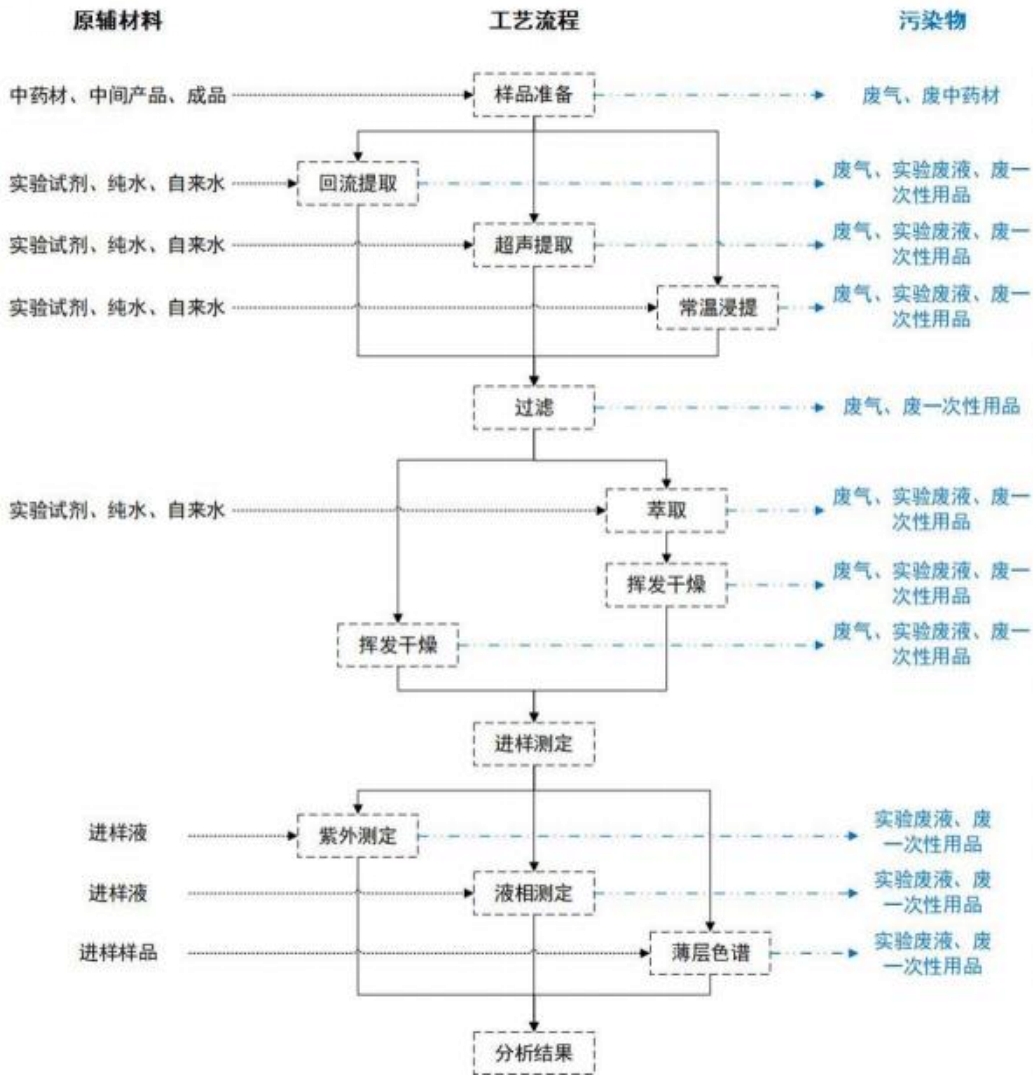 原辅材料 工艺流程 污染物
中药材、中间产品、成品 样品准备 废气、废中药材
实验试剂、纯水、自来水 回流提取 废气、实验废液、废一
次性用品
实验试剂、纯水、自来水 超声提取 废气、实验废液、废一
次性用品
实验试剂、纯水、自来水 常温浸提 废气、实验废液、废一
次性用品
过滤 废气、废一次性用品
实验试剂、纯水、自来水 萃取 废气、实验废液、废一
次性用品
挥发干燥 废气、实验废液、废一
次性用品
挥发干燥 废气、实验废液、废一
次性用品
进样测定
进样液 紫外测定 实验废液、废
一次性用品
进样液 液相测定 实验废液、废
一次性用品
进样样品 薄层色谱 实验废液、废
一次性用品
分析结果